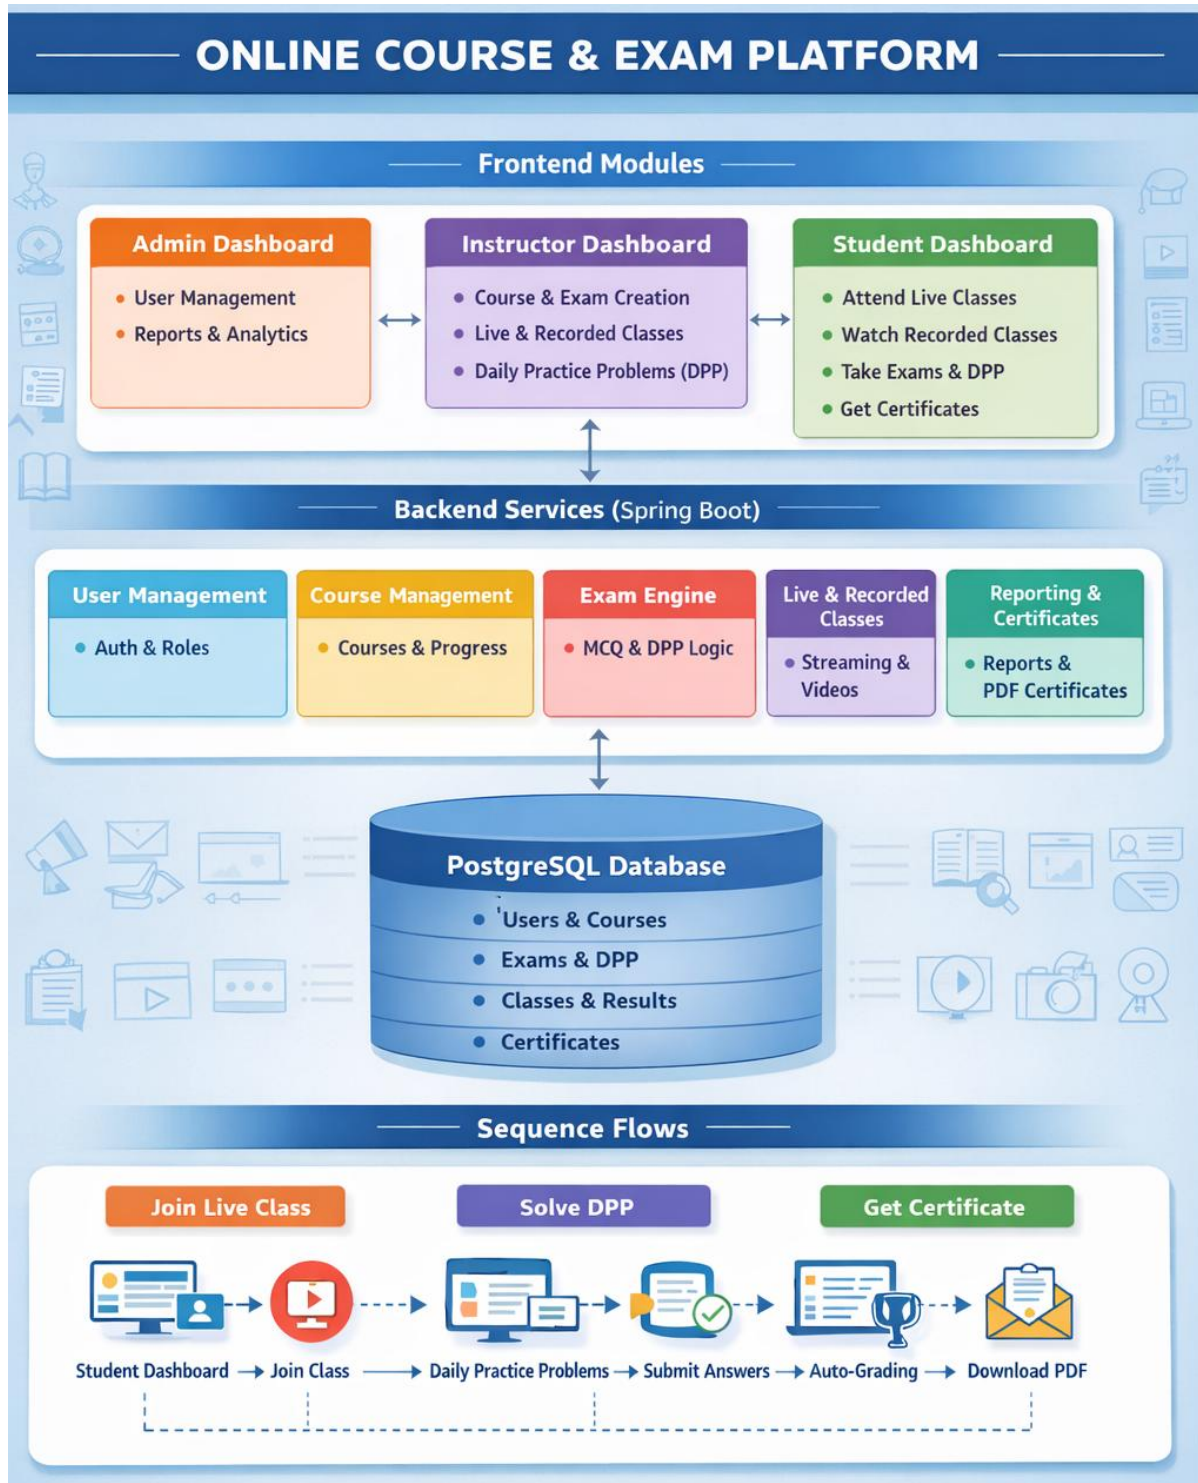 ONLINE COURSE & EXAM PLATFORM
Frontend Modules
Admin Dashboard
• User Management
• Reports & Analytics
Instructor Dashboard
• Course & Exam Creation
• Live & Recorded Classes
• Daily Practice Problems (DPP)
Student Dashboard
• Attend Live Classes
• Watch Recorded Classes
• Take Exams & DPP
• Get Certificates
Backend Services (Spring Boot)
User Management
• Auth & Roles
Course Management
• Courses & Progress
Exam Engine
• MCQ & DPP Logic
Live & Recorded
Classes
• Streaming &
Videos
Reporting &
Certificates
• Reports &
PDF Certificates
PostgreSQL Database
• Users & Courses
• Exams & DPP
• Classes & Results
• Certificates
Sequence Flows
Join Live Class
Solve DPP
Get Certificate
Student Dashboard → Join Class → Daily Practice Problems → Submit Answers → Auto-Grading → Download PDF